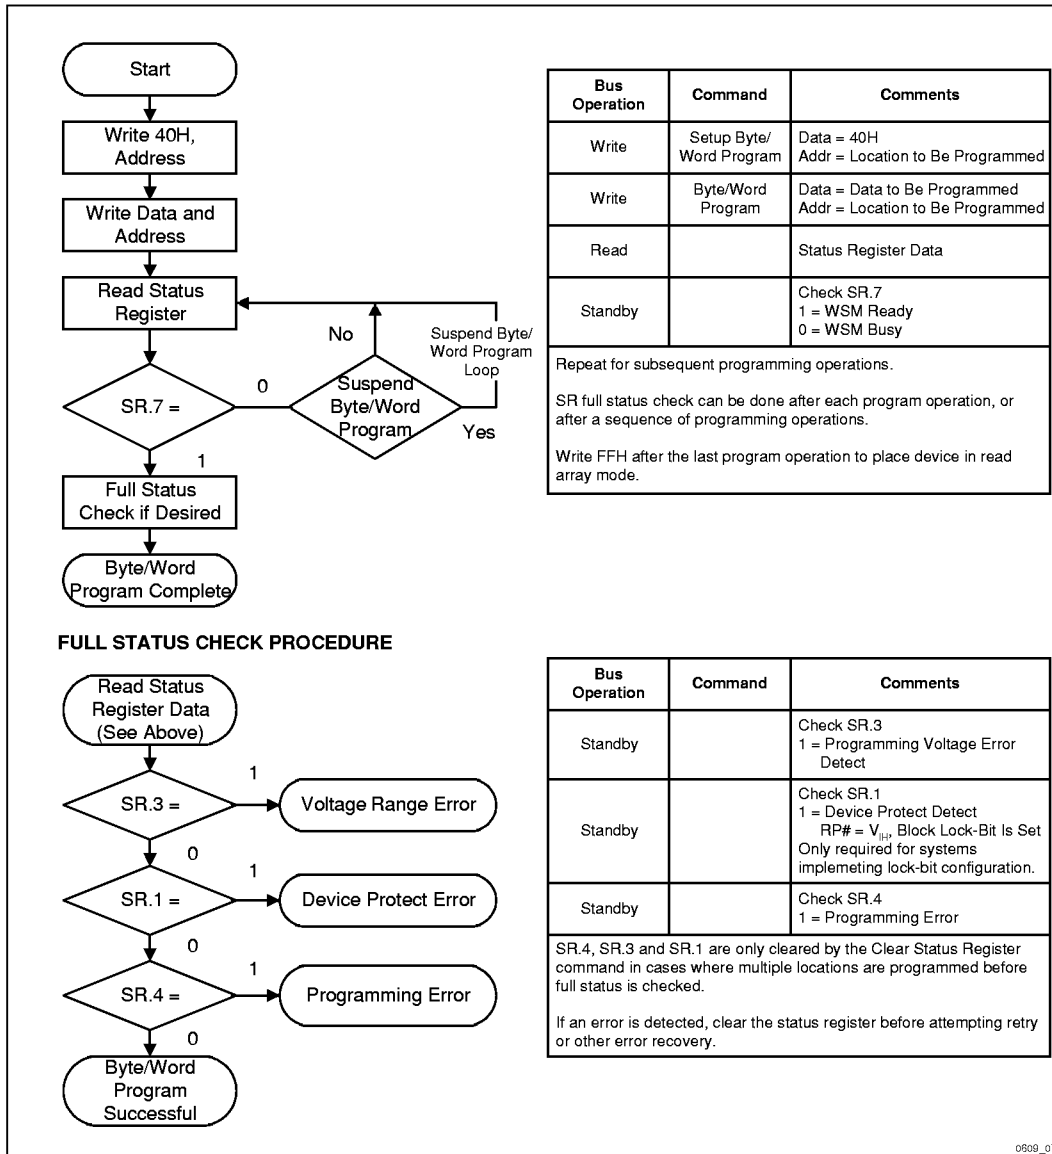 Start
Write 40H,
Address
Write Data and
Address
Read Status
Register
No
Suspend Byte/
Word Program
Loop
SR.7 =
0
Suspend
Byte/Word
Program
Yes
1
Full Status
Check if Desired
Byte/Word
Program Complete
Bus
Operation
Command
Comments
Write
Setup Byte/
Word Program
Data = 40H
Addr = Location to Be Programmed
Write
Byte/Word
Program
Data = Data to Be Programmed
Addr = Location to Be Programmed
Read
Status Register Data
Standby
Check SR.7
1 = WSM Ready
0 = WSM Busy
Repeat for subsequent programming operations.
SR full status check can be done after each program operation, or
after a sequence of programming operations.
Write FFH after the last program operation to place device in read
array mode.
FULL STATUS CHECK PROCEDURE
Read Status
Register Data
(See Above)
SR.3 =
1
Voltage Range Error
0
SR.1 =
1
Device Protect Error
0
SR.4 =
1
Programming Error
0
Byte/Word
Program
Successful
Bus
Operation
Command
Comments
Standby
Check SR.3
1 = Programming Voltage Error
Detect
Standby
Check SR.1
1 = Device Protect Detect
RP# = VIH, Block Lock-Bit Is Set
Only required for systems
implemeting lock-bit configuration.
Standby
Check SR.4
1 = Programming Error
SR.4, SR.3 and SR.1 are only cleared by the Clear Status Register
command in cases where multiple locations are programmed before
full status is checked.
If an error is detected, clear the status register before attempting retry
or other error recovery.